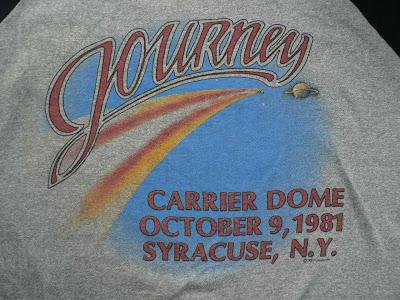 Journey
CARRIER DOME
OCTOBER 9, 1981
SYRACUSE, N.Y.